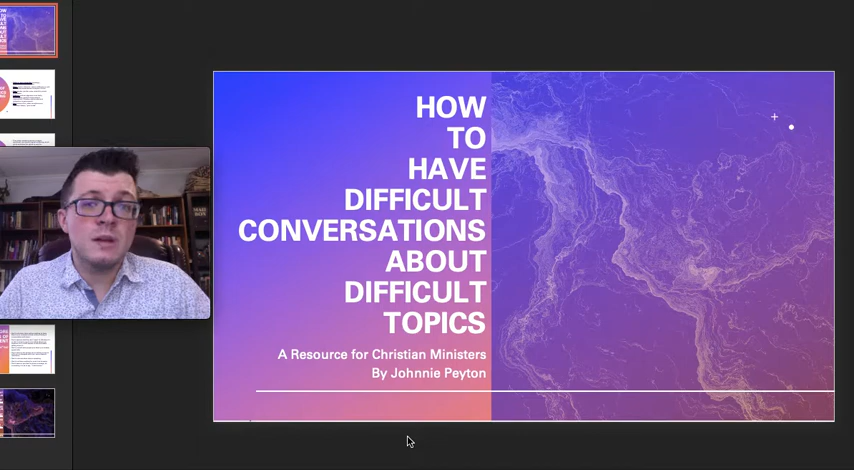 HOW
TO
HAVE
DIFFICULT
CONVERSATIONS
ABOUT
DIFFICULT
TOPICS
A Resource for Christian Ministers
By Johnnie Peyton